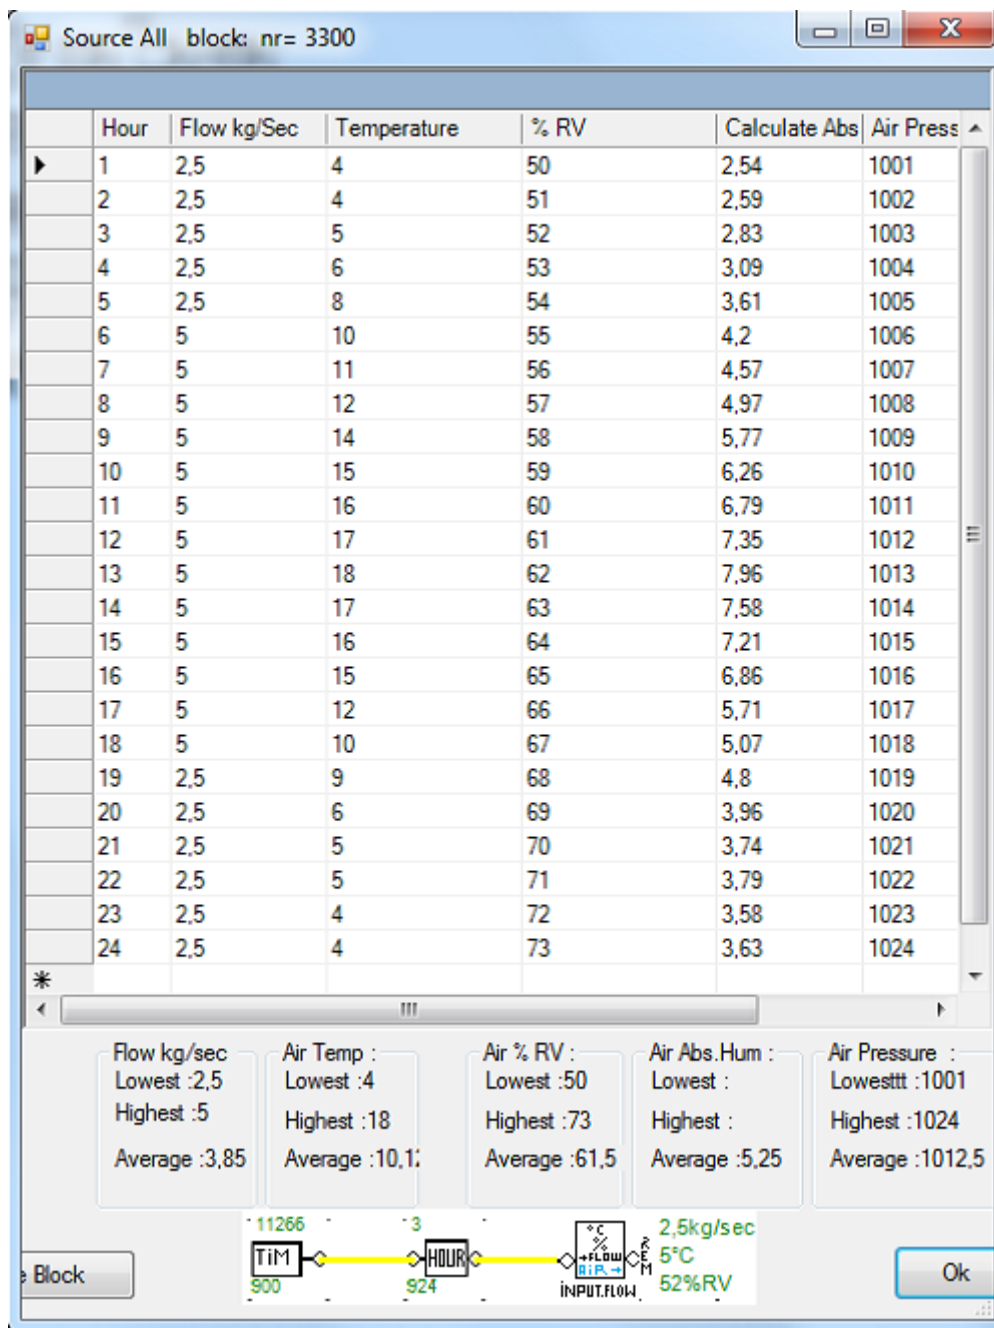 Source All block: nr= 3300
Hour Flow kg/Sec Temperature % RV Calculate Abs Air Press
1 2,5 4 50 2,54 1001
2 2,5 4 51 2,59 1002
3 2,5 5 52 2,83 1003
4 2,5 6 53 3,09 1004
5 2,5 8 54 3,61 1005
6 5 10 55 4,2 1006
7 5 11 56 4,57 1007
8 5 12 57 4,97 1008
9 5 14 58 5,77 1009
10 5 15 59 6,26 1010
11 5 16 60 6,79 1011
12 5 17 61 7,35 1012
13 5 18 62 7,96 1013
14 5 17 63 7,58 1014
15 5 16 64 7,21 1015
16 5 15 65 6,86 1016
17 5 12 66 5,71 1017
18 5 10 67 5,07 1018
19 2,5 9 68 4,8 1019
20 2,5 6 69 3,96 1020
21 2,5 5 70 3,74 1021
22 2,5 5 71 3,79 1022
23 2,5 4 72 3,58 1023
24 2,5 4 73 3,63 1024
Flow kg/sec Air Temp : Air % RV : Air Abs.Hum : Air Pressure :
Lowest :2,5 Lowest :4 Lowest :50 Lowest : Lowesttt :1001
Highest :5 Highest :18 Highest :73 Highest : Highest :1024
Average :3,85 Average :10,12 Average :61,5 Average :5,25 Average :1012,5
11266 3 °C 2,5kg/sec
TiM HOUR % +FLOW AiR REM 5°C
900 924 İNPUT.FLOW 52%RV
e Block Ok